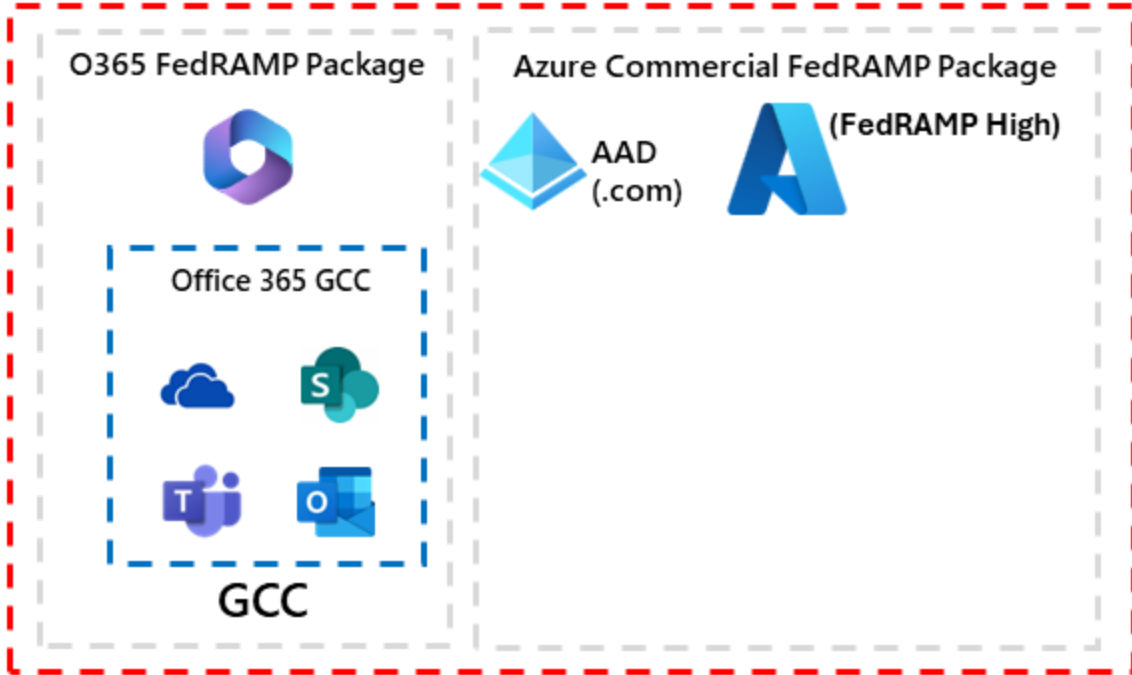 O365 FedRAMP Package
Office 365 GCC
S
T
O
GCC
Azure Commercial FedRAMP Package
AAD
(.com)
(FedRAMP High)